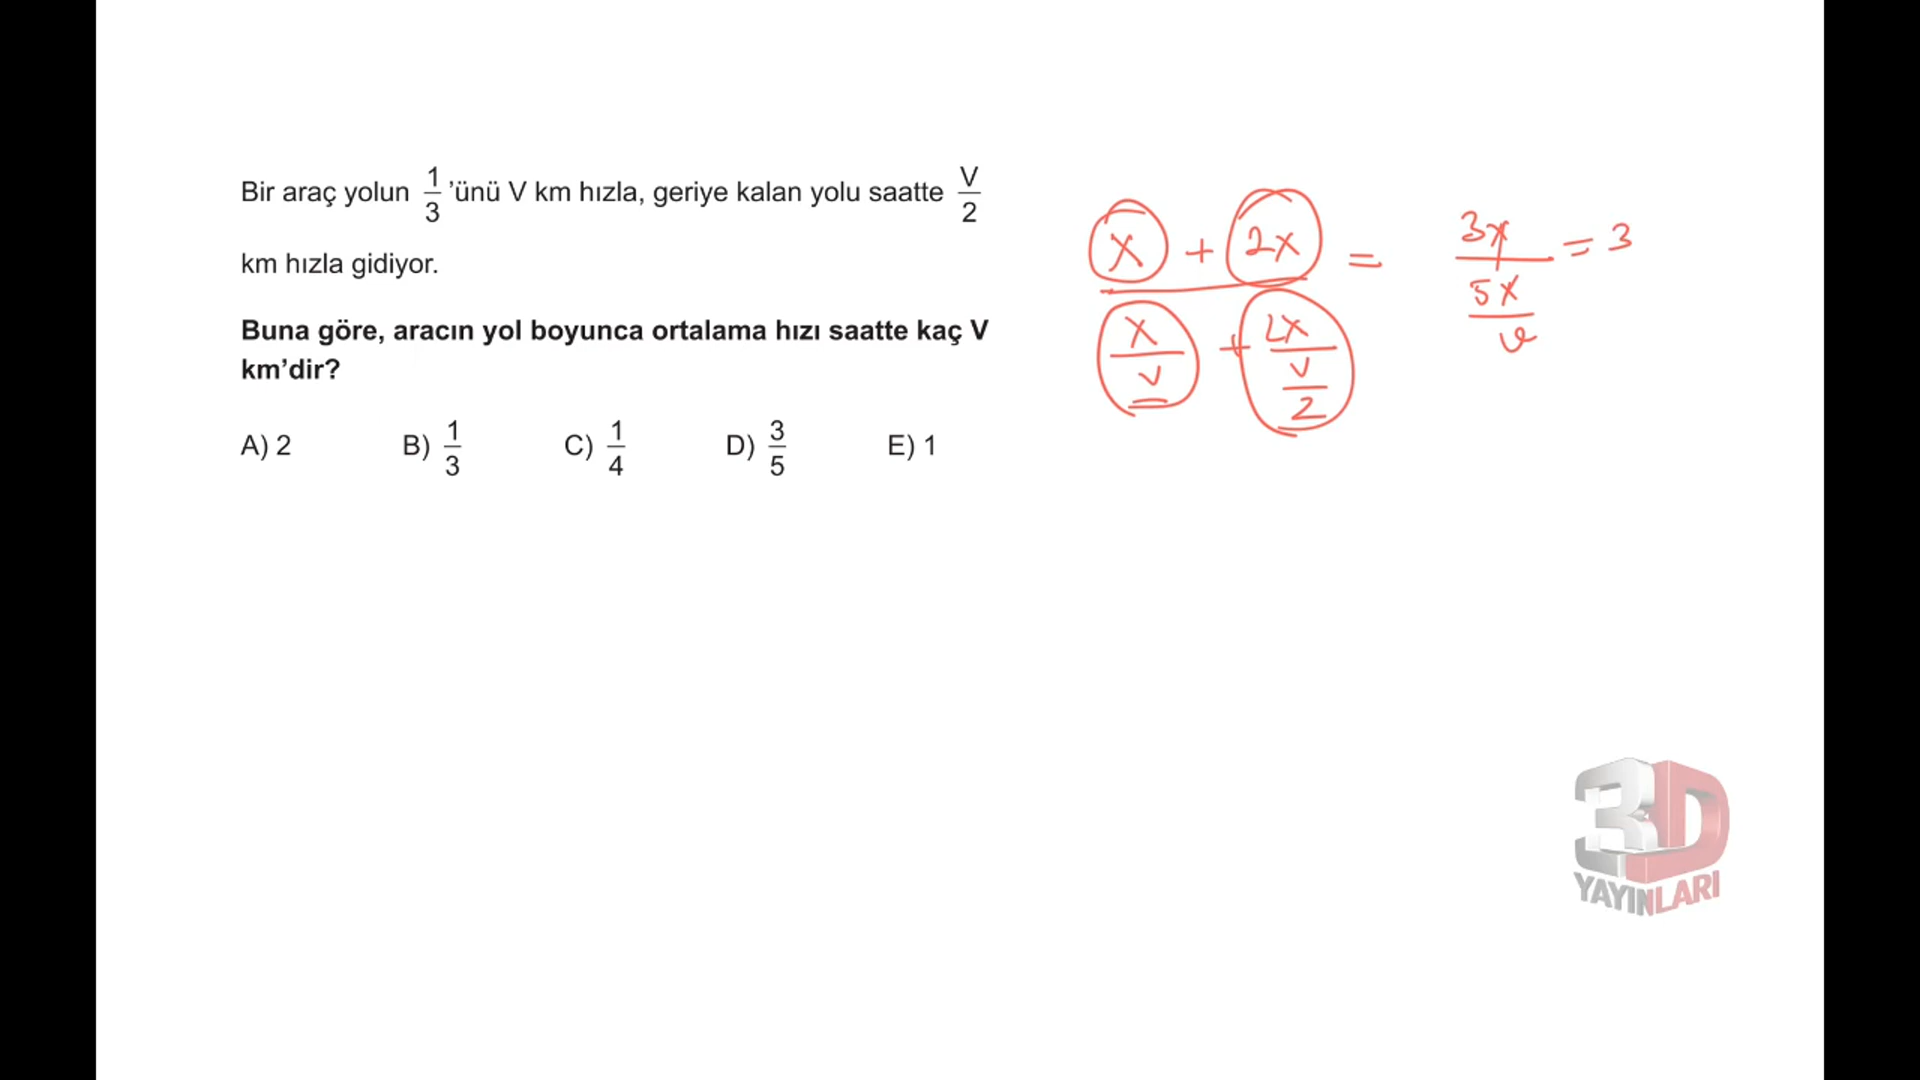 Bir araç yolun 1/3 'ünü V km hızla, geriye kalan yolu saatte V/2
km hızla gidiyor.
Buna göre, aracın yol boyunca ortalama hızı saatte kaç V
km'dir?
A) 2 B) 1/3 C) 1/4 D) 3/5 E) 1
x + 2x = 3x = 3
x/V + 2x/(V/2) 5x/v
3D
YAYINLARI